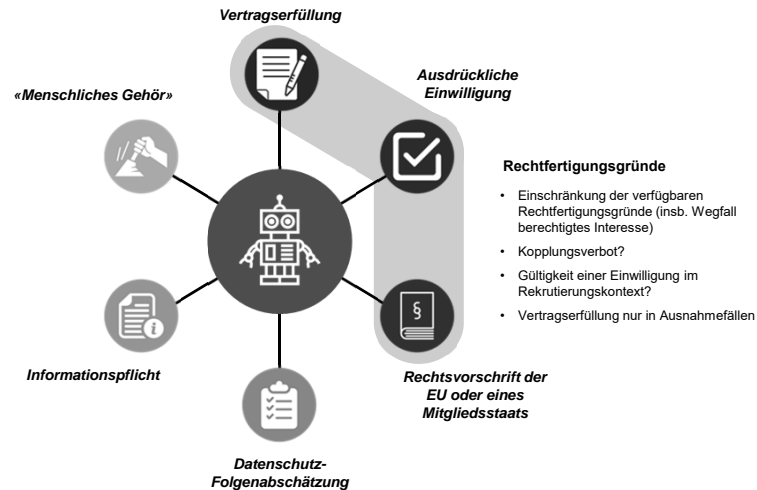 Vertragserfüllung
«Menschliches Gehör»
Ausdrückliche
Einwilligung
Rechtfertigungsgründe
• Einschränkung der verfügbaren
Rechtfertigungsgründe (insb. Wegfall
berechtigtes Interesse)
• Kopplungsverbot?
• Gültigkeit einer Einwilligung im
Rekrutierungskontext?
• Vertragserfüllung nur in Ausnahmefällen
§
i
Informationspflicht
Rechtsvorschrift der
EU oder eines
Mitgliedsstaats
Datenschutz-
Folgenabschätzung